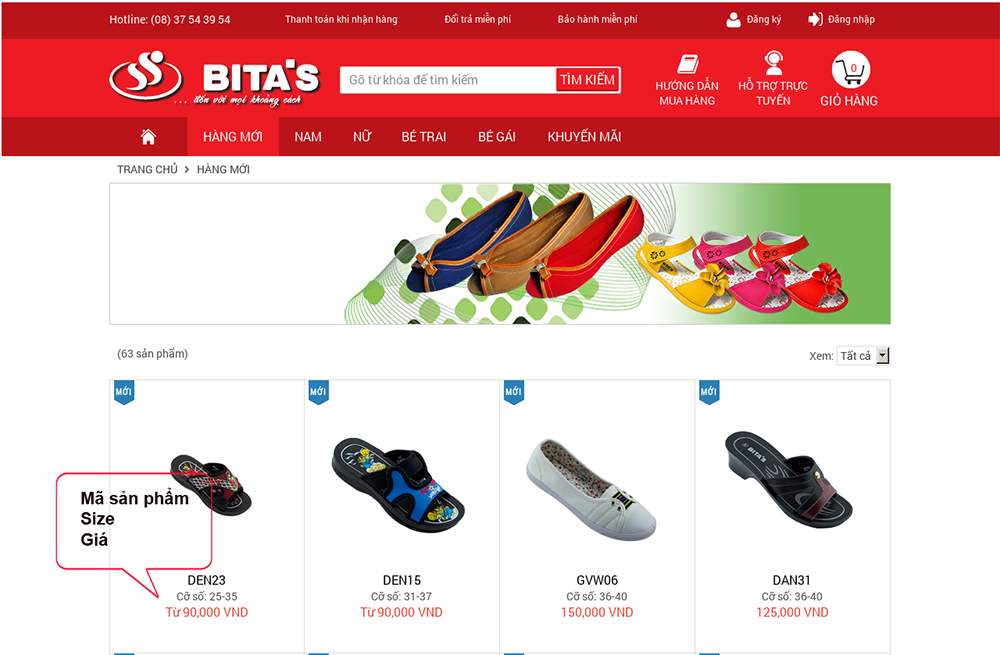 Hotline: (08) 37 54 39 54
Thanh toán khi nhận hàng
Đổi trả miễn phí
Bảo hành miễn phí
Đăng ký
Đăng nhập
BITA'S
... Uốn với mọi khoảng cách
Gõ từ khóa để tìm kiếm
TÌM KIẾM
HƯỚNG DẪN
MUA HÀNG
HỖ TRỢ TRỰC
TUYẾN
0
GIỎ HÀNG
HÀNG MỚI
NAM
NỮ
BÉ TRAI
BÉ GÁI
KHUYẾN MÃI
TRANG CHỦ > HÀNG MỚI
(63 sản phẩm)
Xem: Tất cả
MỚI
MỚI
MỚI
MỚI
BITA'S
Mã sản phẩm
Size
Giá
DEN23
Cỡ số: 25-35
Từ 90,000 VND
DEN15
Cỡ số: 31-37
Từ 90,000 VND
GVW06
Cỡ số: 36-40
150,000 VND
DAN31
Cỡ số: 36-40
125,000 VND